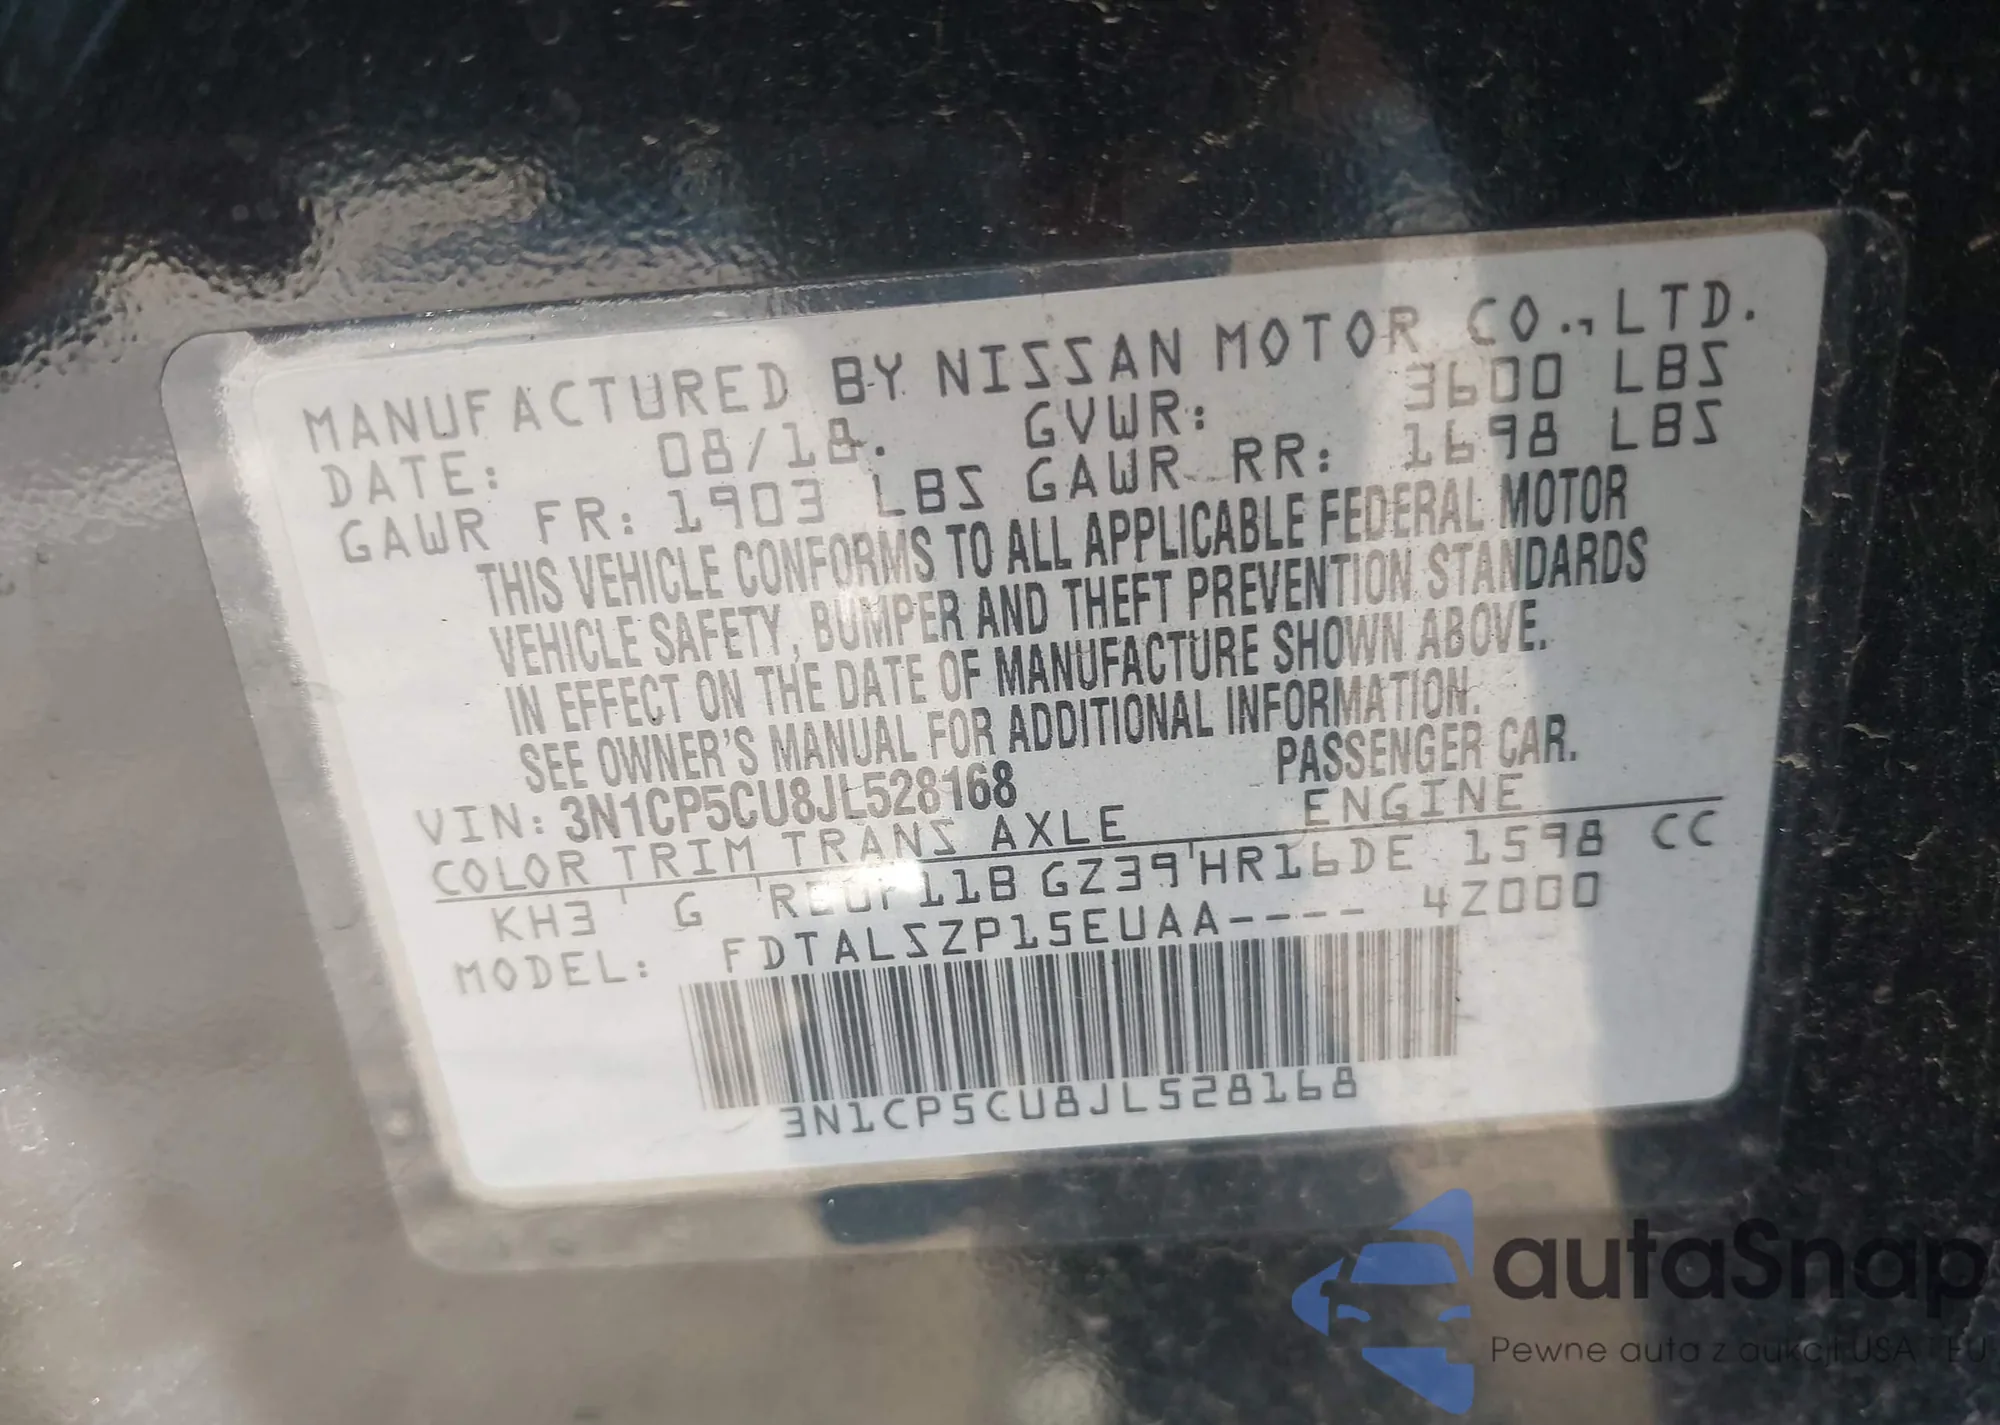 MANUFACTURED BY NISSAN MOTOR CO., LTD.
DATE: 08/18. GVWR: 3600 LBS
GAWR FR: 1903 LBS GAWR RR: 1698 LBS
THIS VEHICLE CONFORMS TO ALL APPLICABLE FEDERAL MOTOR
VEHICLE SAFETY, BUMPER AND THEFT PREVENTION STANDARDS
IN EFFECT ON THE DATE OF MANUFACTURE SHOWN ABOVE.
SEE OWNER'S MANUAL FOR ADDITIONAL INFORMATION.
VIN: 3N1CP5CU8JL528168 PASSENGER CAR.
COLOR TRIM TRANS AXLE ENGINE
KH3 G RE0F11B GZ39 HR16DE 1598 CC
MODEL: FDTALSZP15EUAA---- 4Z000
3N1CP5CU8JL528168
autaSnap
Pewne auta z aukcji USA i EU